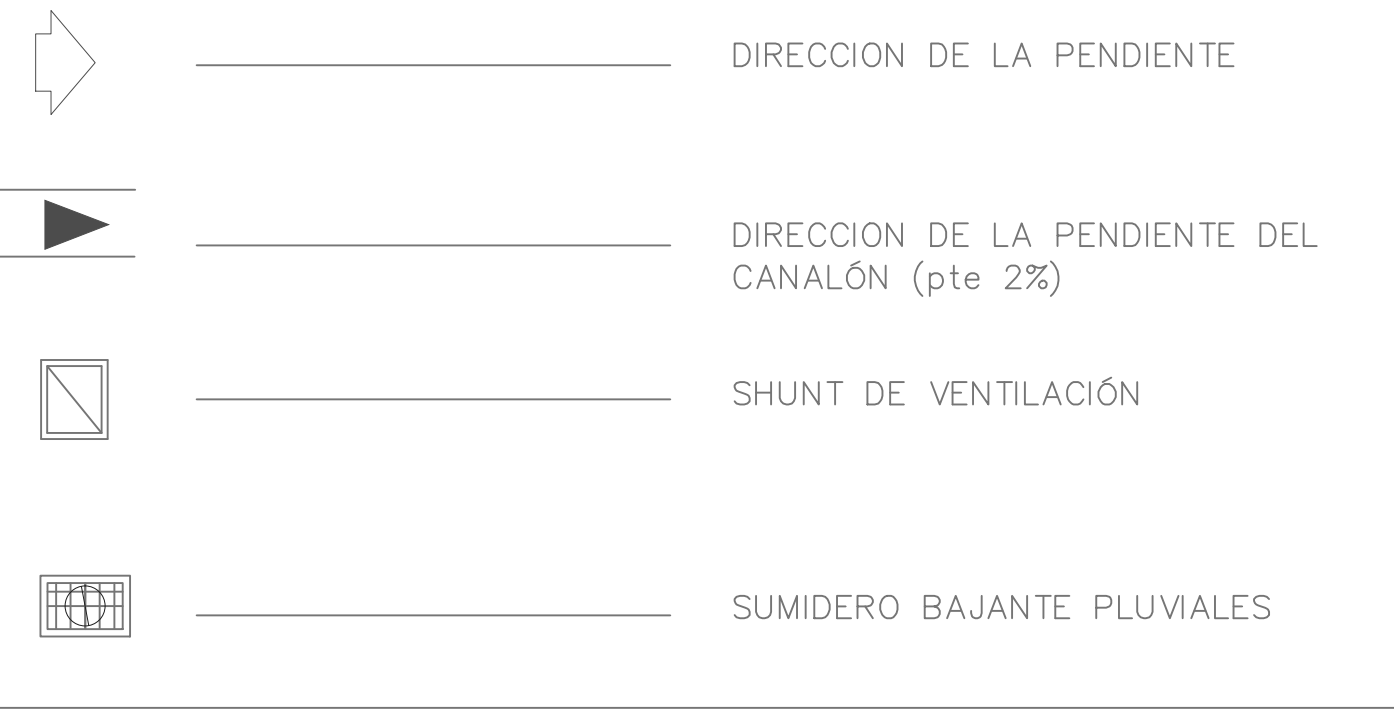 DIRECCION DE LA PENDIENTE
DIRECCION DE LA PENDIENTE DEL
CANALÓN (pte 2%)
SHUNT DE VENTILACIÓN
SUMIDERO BAJANTE PLUVIALES